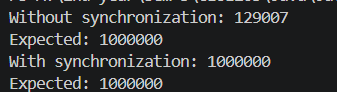 Without synchronization: 129007
Expected: 1000000
With synchronization: 1000000
Expected: 1000000